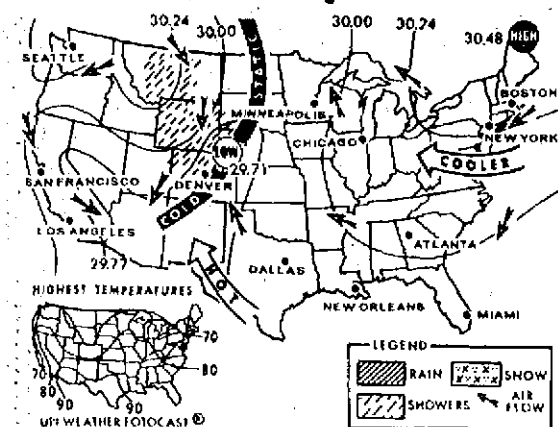 30.24 30.00 30.00 30.24
30.48 HIGH
SEATTLE
STATIC
BOSTON
MINNEAPOLIS
NEW YORK
CHICAGO
LOW
29.71
COOLER
SAN FRANCISCO
DENVER
COLD
LOS ANGELES
ATLANTA
29.77
DALLAS
HOT
HIGHEST TEMPERATURES
NEW ORLEANS
MIAMI
70
70
80
80
90 90
LEGEND
RAIN SNOW
SHOWERS AIR FLOW
UPI WEATHER FOTOCAST ®